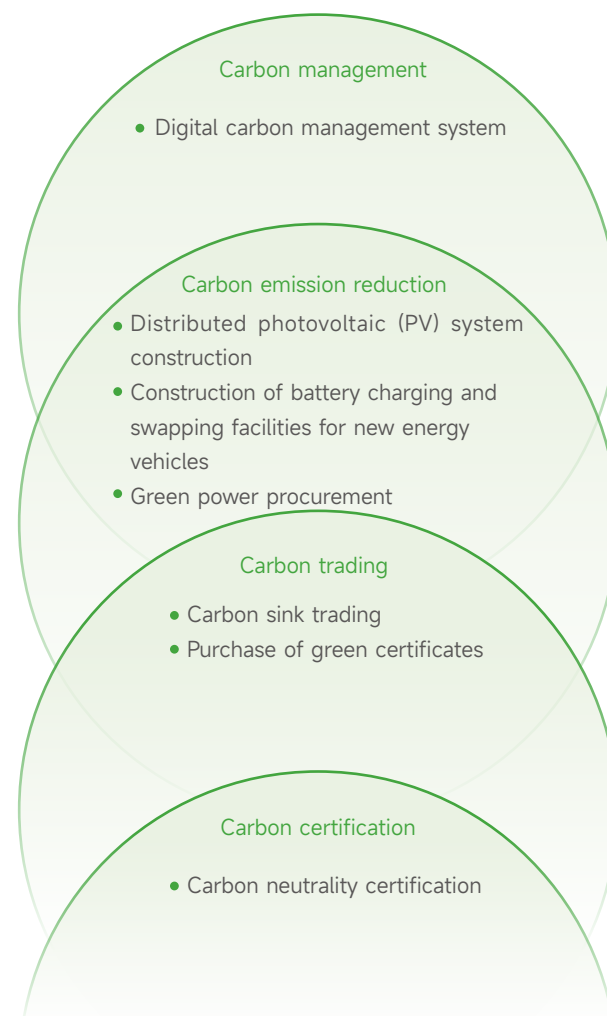 Carbon management
• Digital carbon management system
Carbon emission reduction
• Distributed photovoltaic (PV) system
construction
• Construction of battery charging and
swapping facilities for new energy
vehicles
• Green power procurement
Carbon trading
• Carbon sink trading
• Purchase of green certificates
Carbon certification
• Carbon neutrality certification